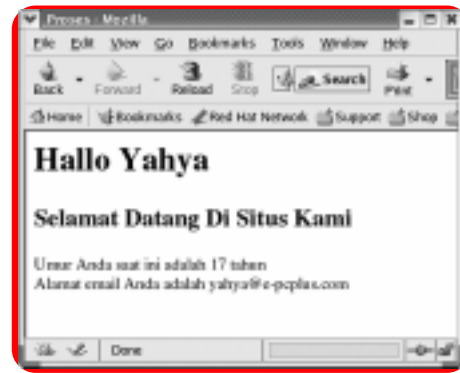 Proses - Mozilla
File Edit View Go Bookmarks Tools Window Help
Back Forward Reload Stop Search Print
Home Bookmarks Red Hat Network Support Shop
Hallo Yahya
Selamat Datang Di Situs Kami
Umur Anda saat ini adalah 17 tahun
Alamat email Anda adalah yahya@e-pcplus.com
Done